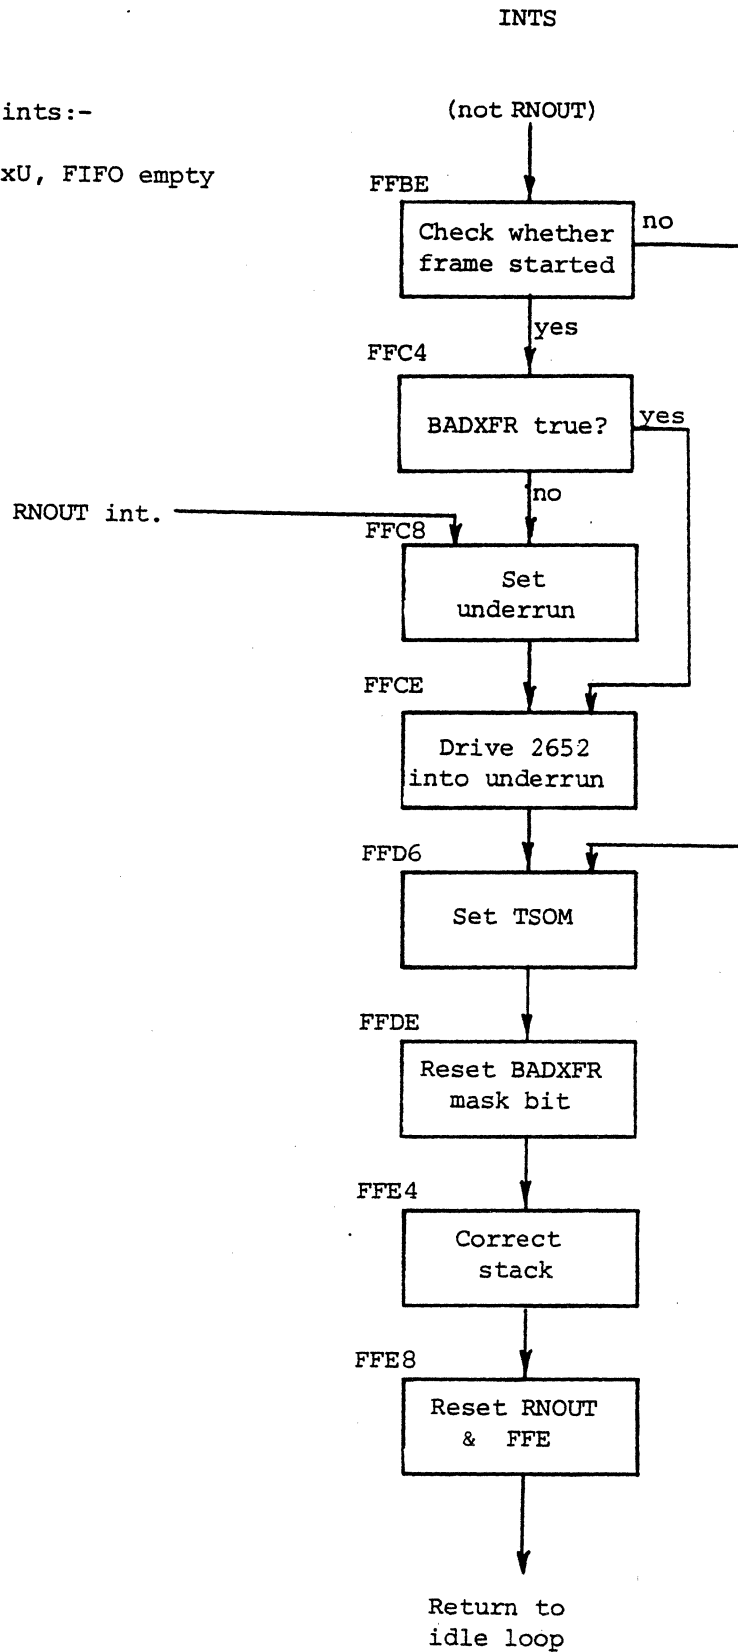 INTS
ints:-
(not RNOUT)
xU, FIFO empty
FFBE
Check whether
frame started
no
yes
FFC4
BADXFR true?
yes
no
RNOUT int.
FFC8
Set
underrun
FFCE
Drive 2652
into underrun
FFD6
Set TSOM
FFDE
Reset BADXFR
mask bit
FFE4
Correct
stack
FFE8
Reset RNOUT
& FFE
Return to
idle loop